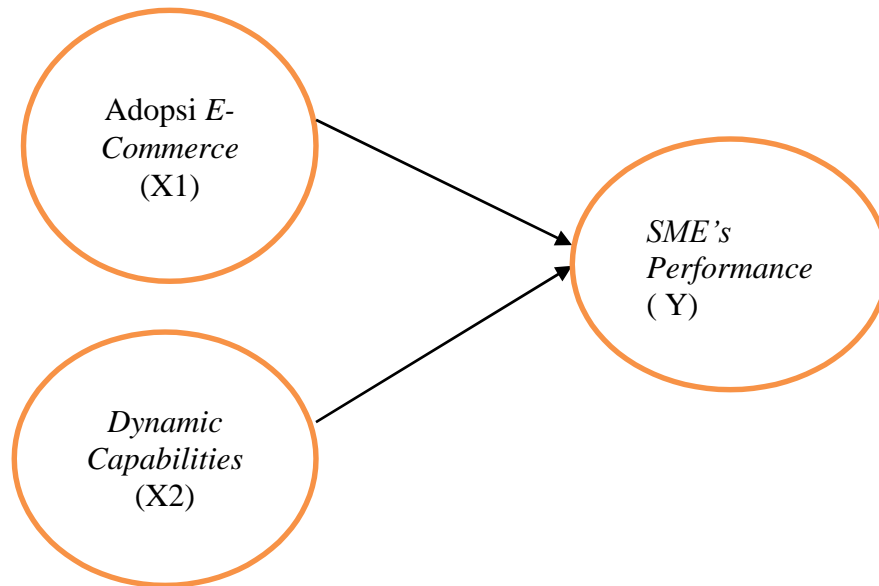 Adopsi E-
Commerce
(X1)
SME’s
Performance
( Y)
Dynamic
Capabilities
(X2)